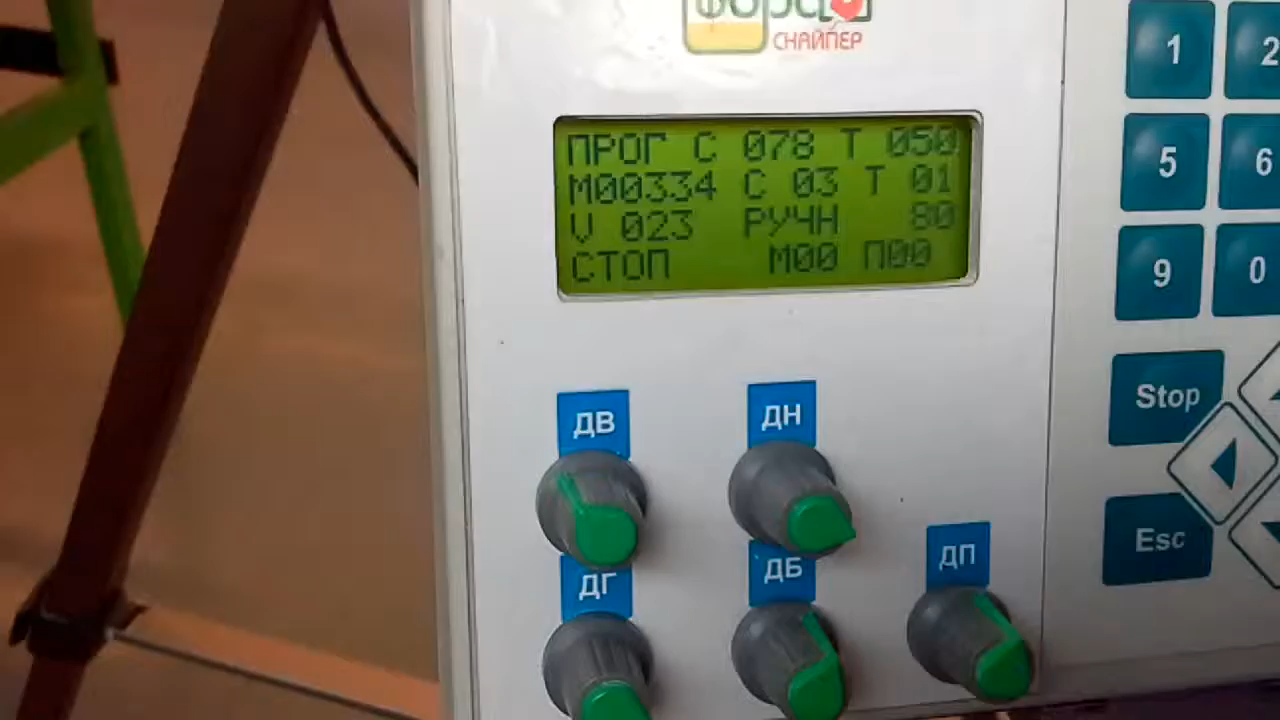 СНАЙПЕР
ПРОГ С 078 Т 050
М00334 С 03 Т 01
V 023 РУЧН 80
СТОП М00 П00
1 2
5 6
9 0
Stop
Esc
ДВ ДН
ДГ ДБ ДП